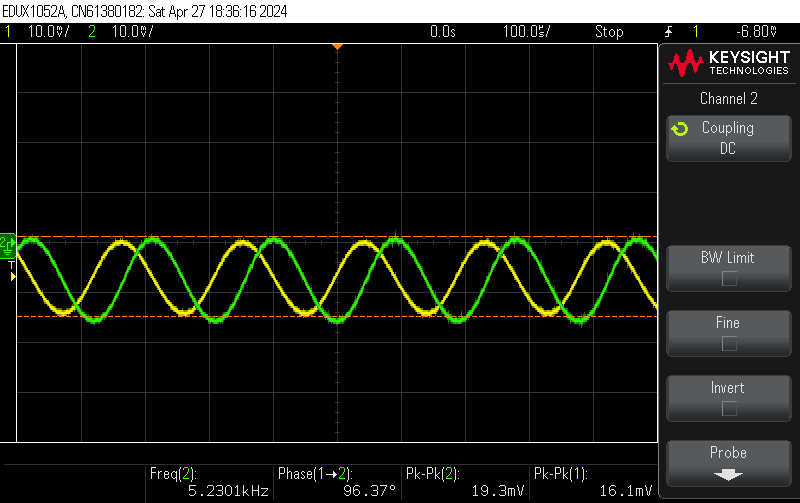 EDUX1052A, CN61380182: Sat Apr 27 18:36:16 2024
1 10.0V/ 2 10.0V/ 0.0s 100.0s/ Stop 1 -6.80V
KEYSIGHT
TECHNOLOGIES
Channel 2
Coupling
DC
2
T
BW Limit
Fine
Invert
Probe
Freq(2): Phase(1→2): Pk-Pk(2): Pk-Pk(1):
5.2301kHz 96.37° 19.3mV 16.1mV